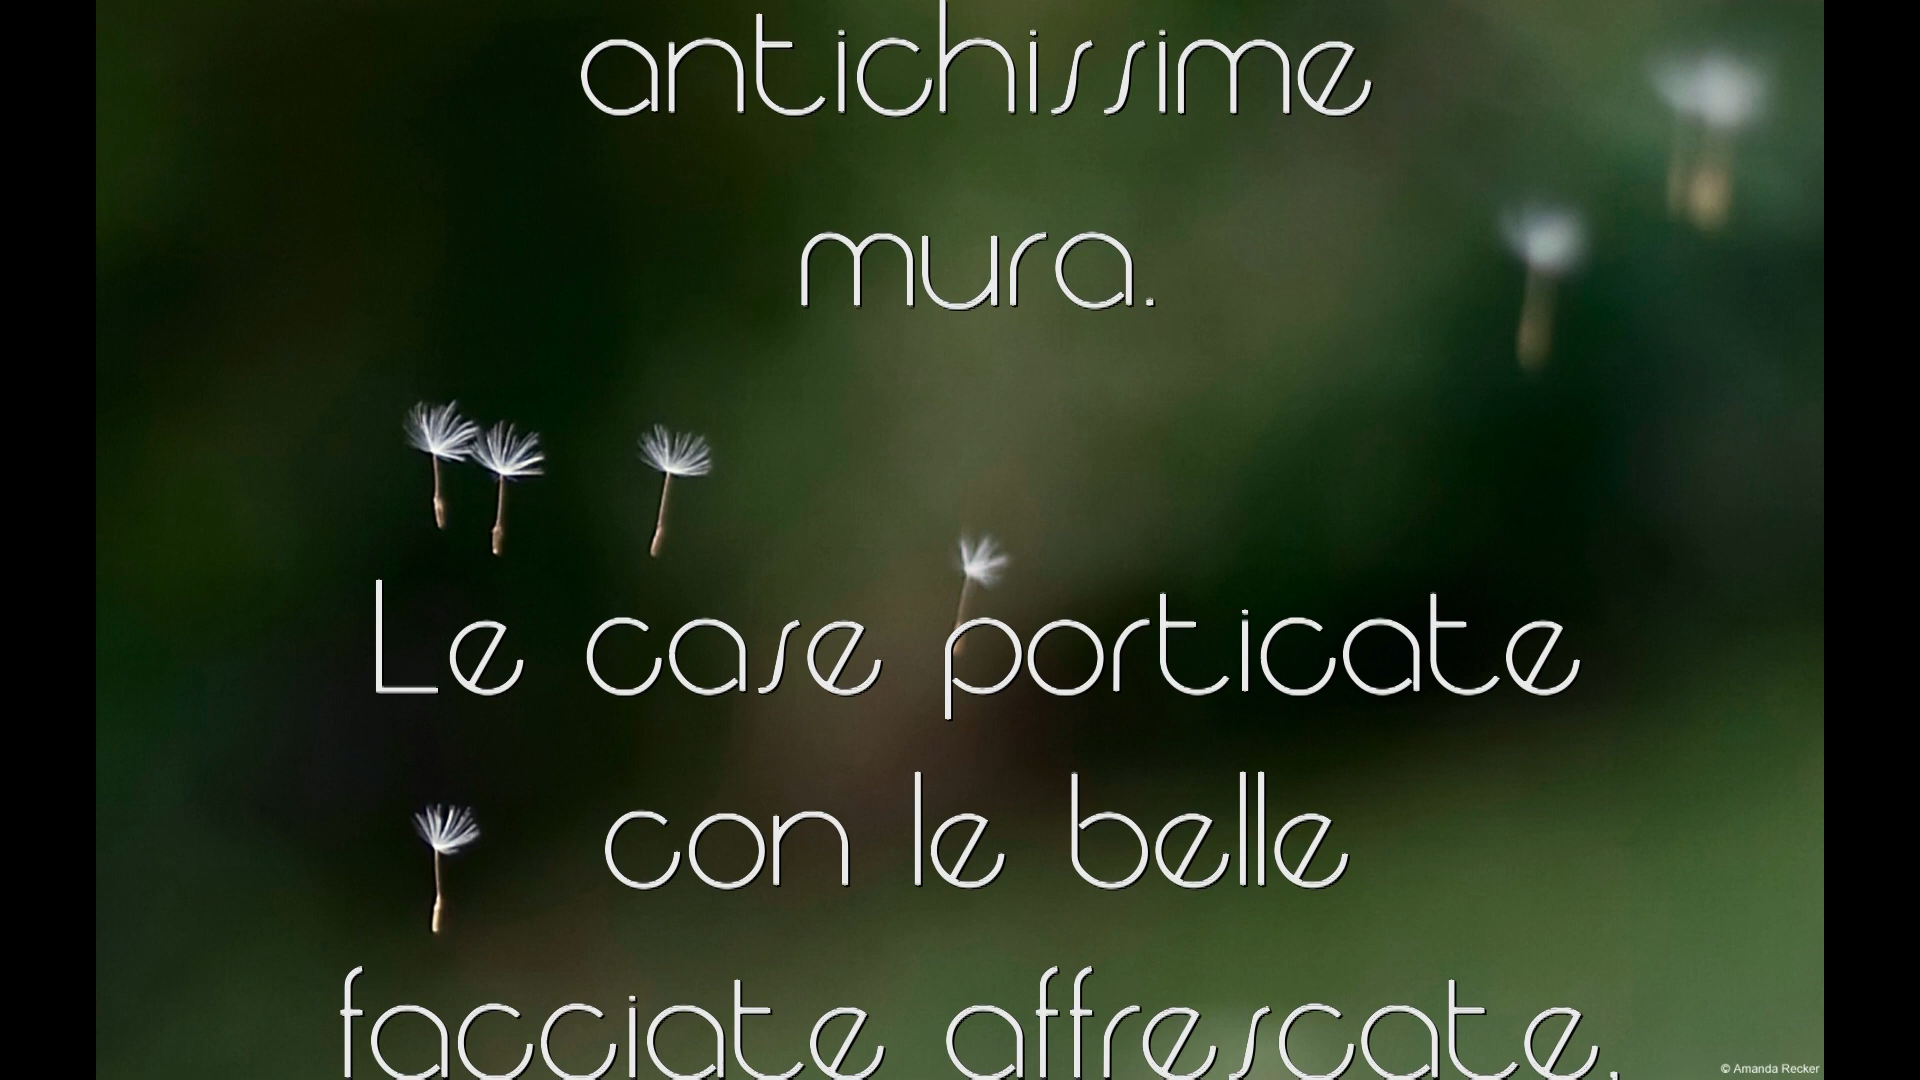 antichissime
mura.
Le case porticate
con le belle
facciate affrescate,
© Amanda Recker